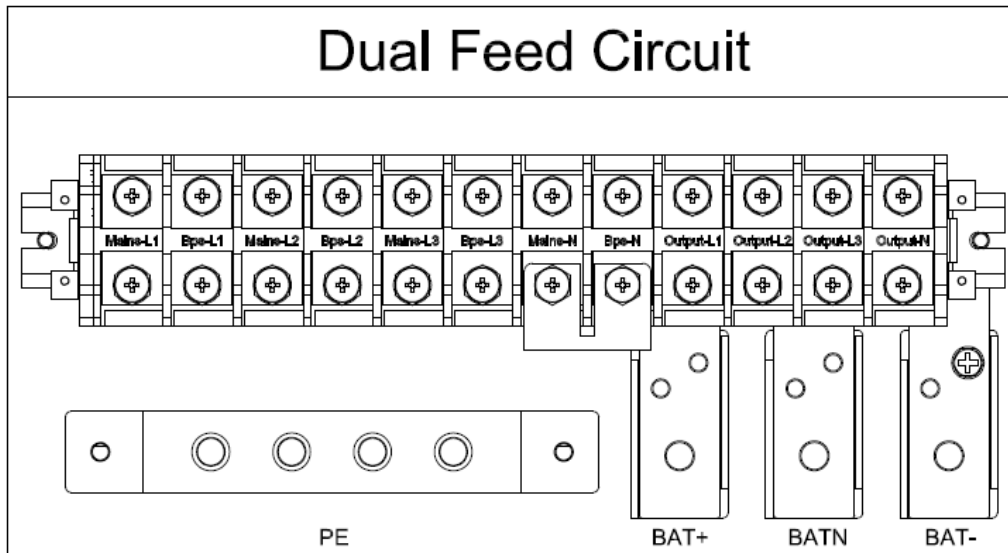 Dual Feed Circuit
Mains-L1 Bps-L1 Mains-L2 Bps-L2 Mains-L3 Bps-L3 Mains-N Bps-N Output-L1 Output-L2 Output-L3 Output-N
PE BAT+ BATN BAT-